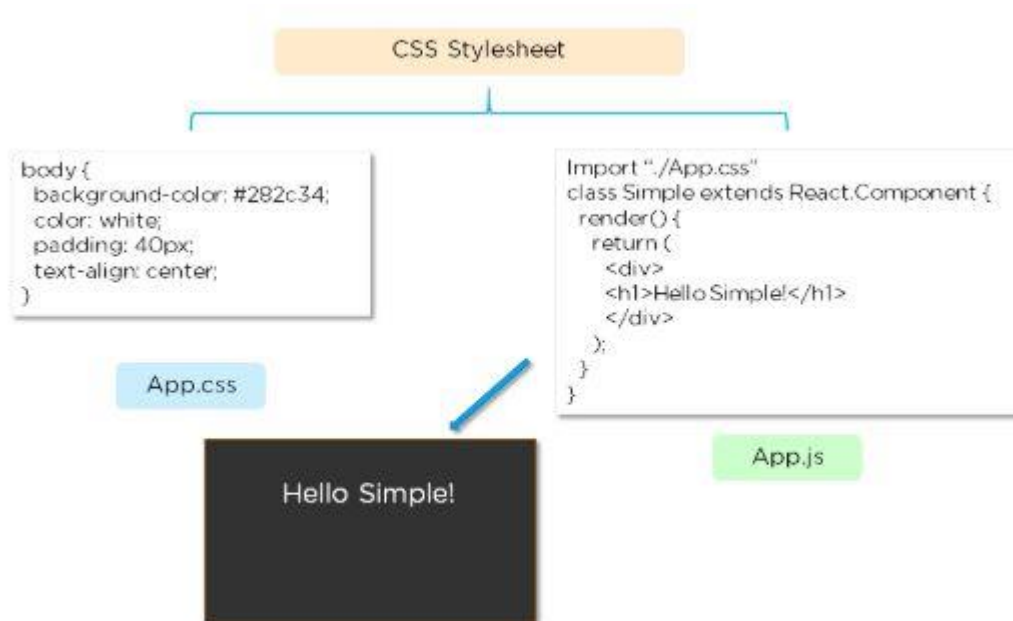 CSS Stylesheet
body {
background-color: #282c34;
color: white;
padding: 40px;
text-align: center;
}
App.css
Import "./App.css"
class Simple extends React.Component {
render() {
return (
<div>
<h1>Hello Simple!</h1>
</div>
);
}
}
App.js
Hello Simple!